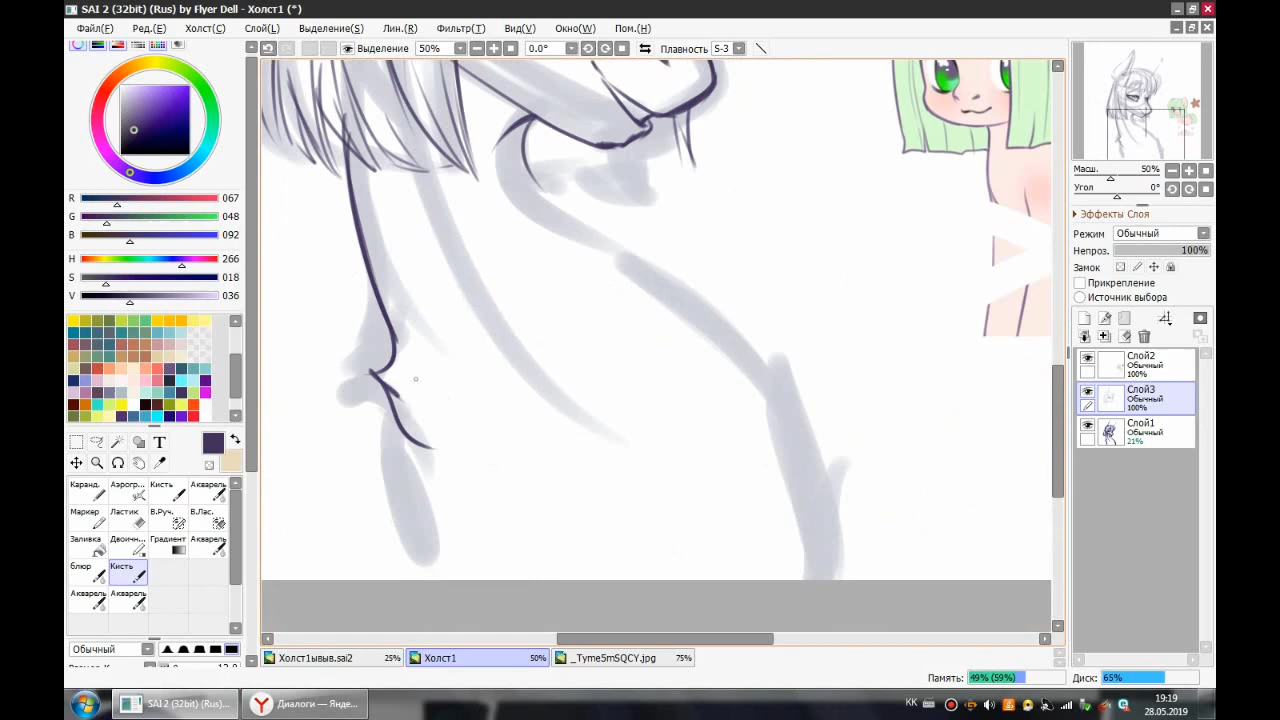 SAI 2 (32bit) (Rus) by Flyer Dell - Холст1 (*)
Файл(F) Ред.(E) Холст(C) Слой(L) Выделение(S) Лин.(R) Фильтр(T) Вид(V) Окно(W) Пом.(H)
Выделение 50% 0.0° Плавность S-3
R 067
G 048
B 092
H 266
S 018
V 036
T
Каранд. Аэрогр... Кисть Акварель
Маркер Ластик В.Руч. В.Лас.
Заливка Двоичн... Градиент Акварель
блюр Кисть
Акварель Акварель
Обычный
Масш. 50%
Угол 0°
Эффекты Слоя
Режим Обычный
Непроз. 100%
Замок
Прикрепление
Источник выбора
Слой2
Обычный
100%
Слой3
Обычный
100%
Слой1
Обычный
21%
Холст1ывыв.sai2 25% Холст1 50% _Tyme5mSQCY.jpg 75%
Память: 49% (59%) Диск: 65%
SAI 2 (32bit) (Rus)... Диалоги — Янде... KK 19:19
28.05.2019